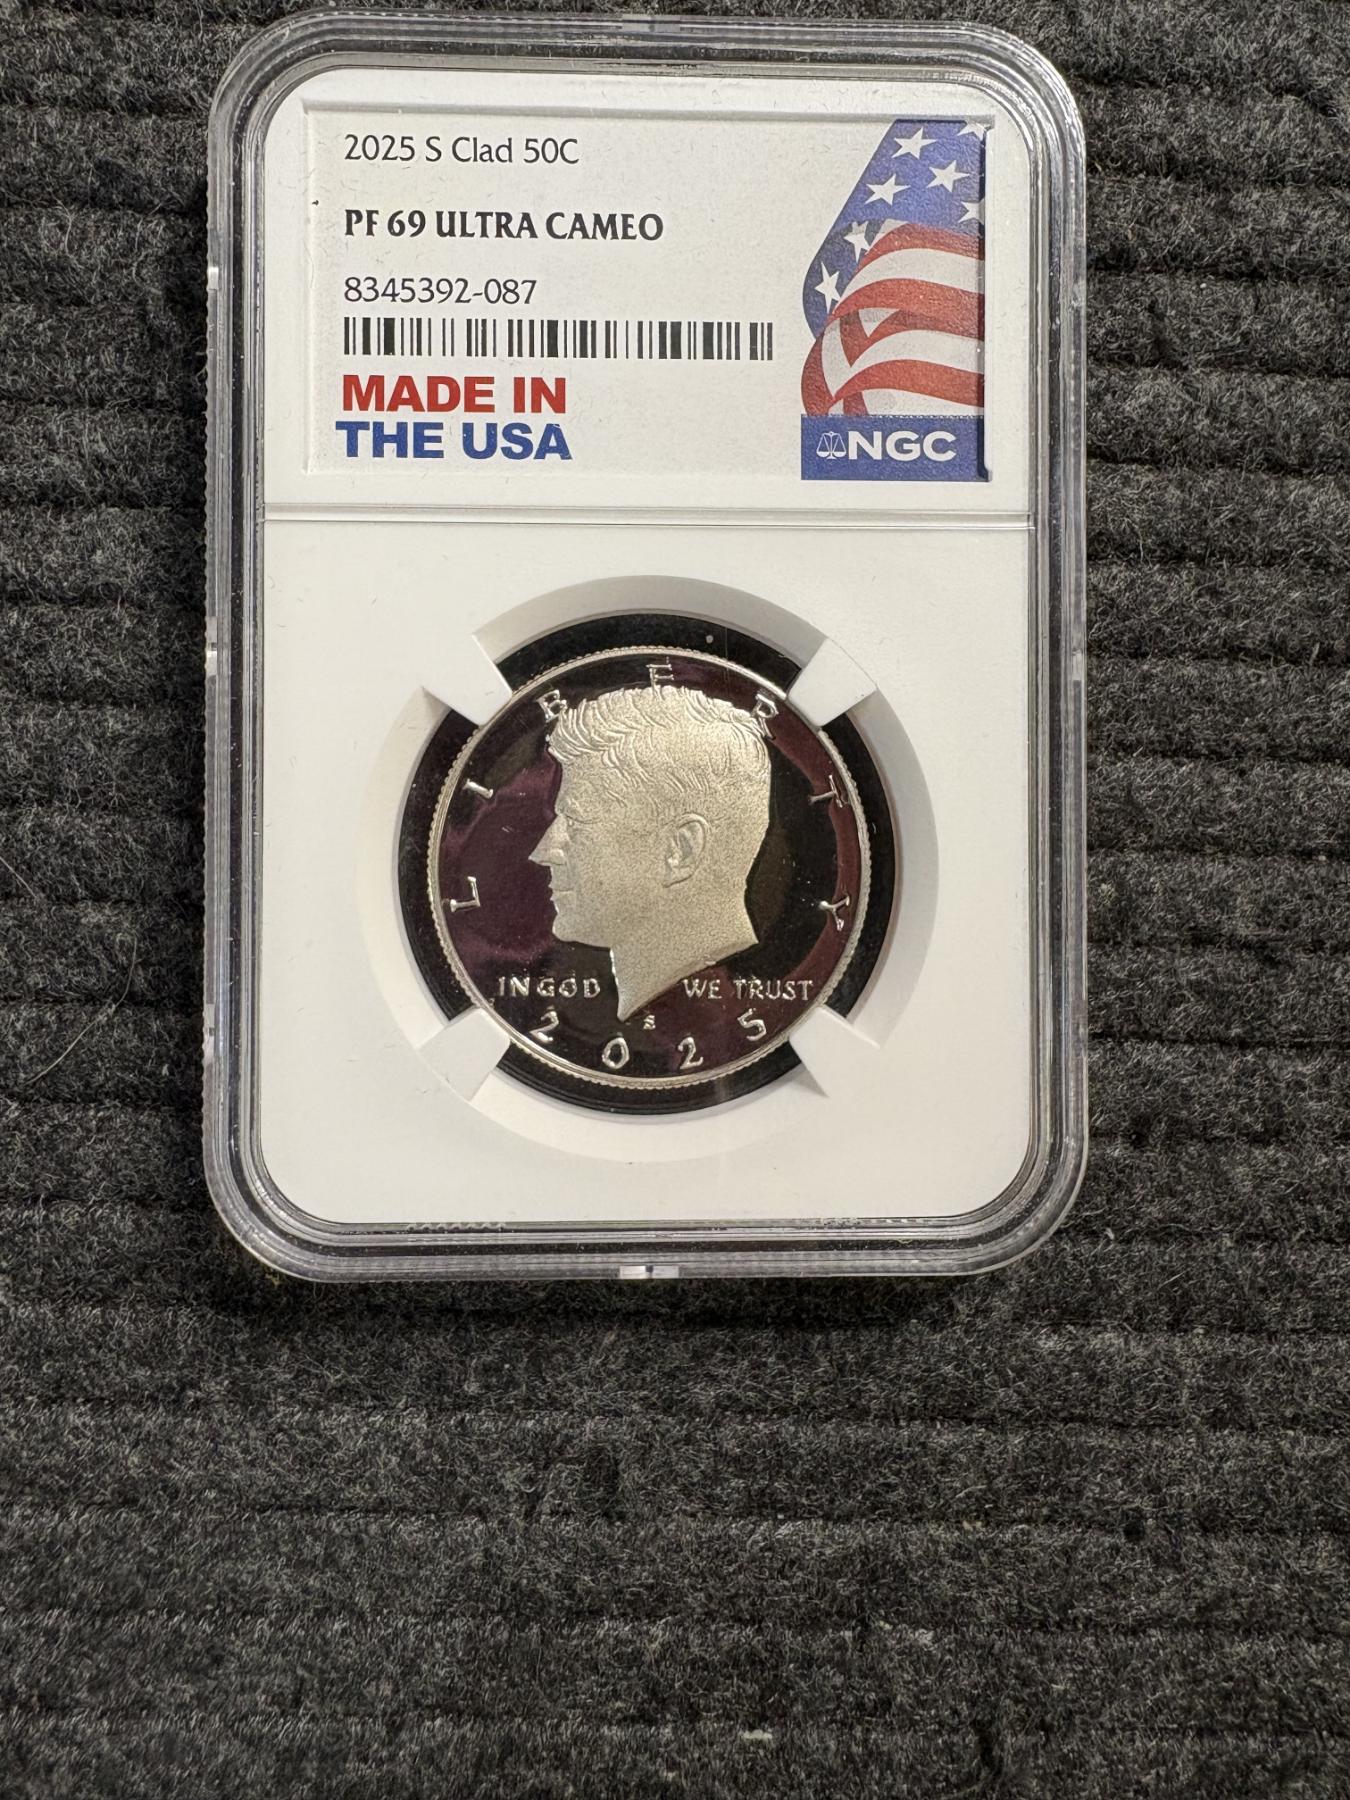 2025 S Clad 50C
PF 69 ULTRA CAMEO
8345392-087
MADE IN
THE USA
NGC
LIBERTY
IN GOD WE TRUST
S
2025